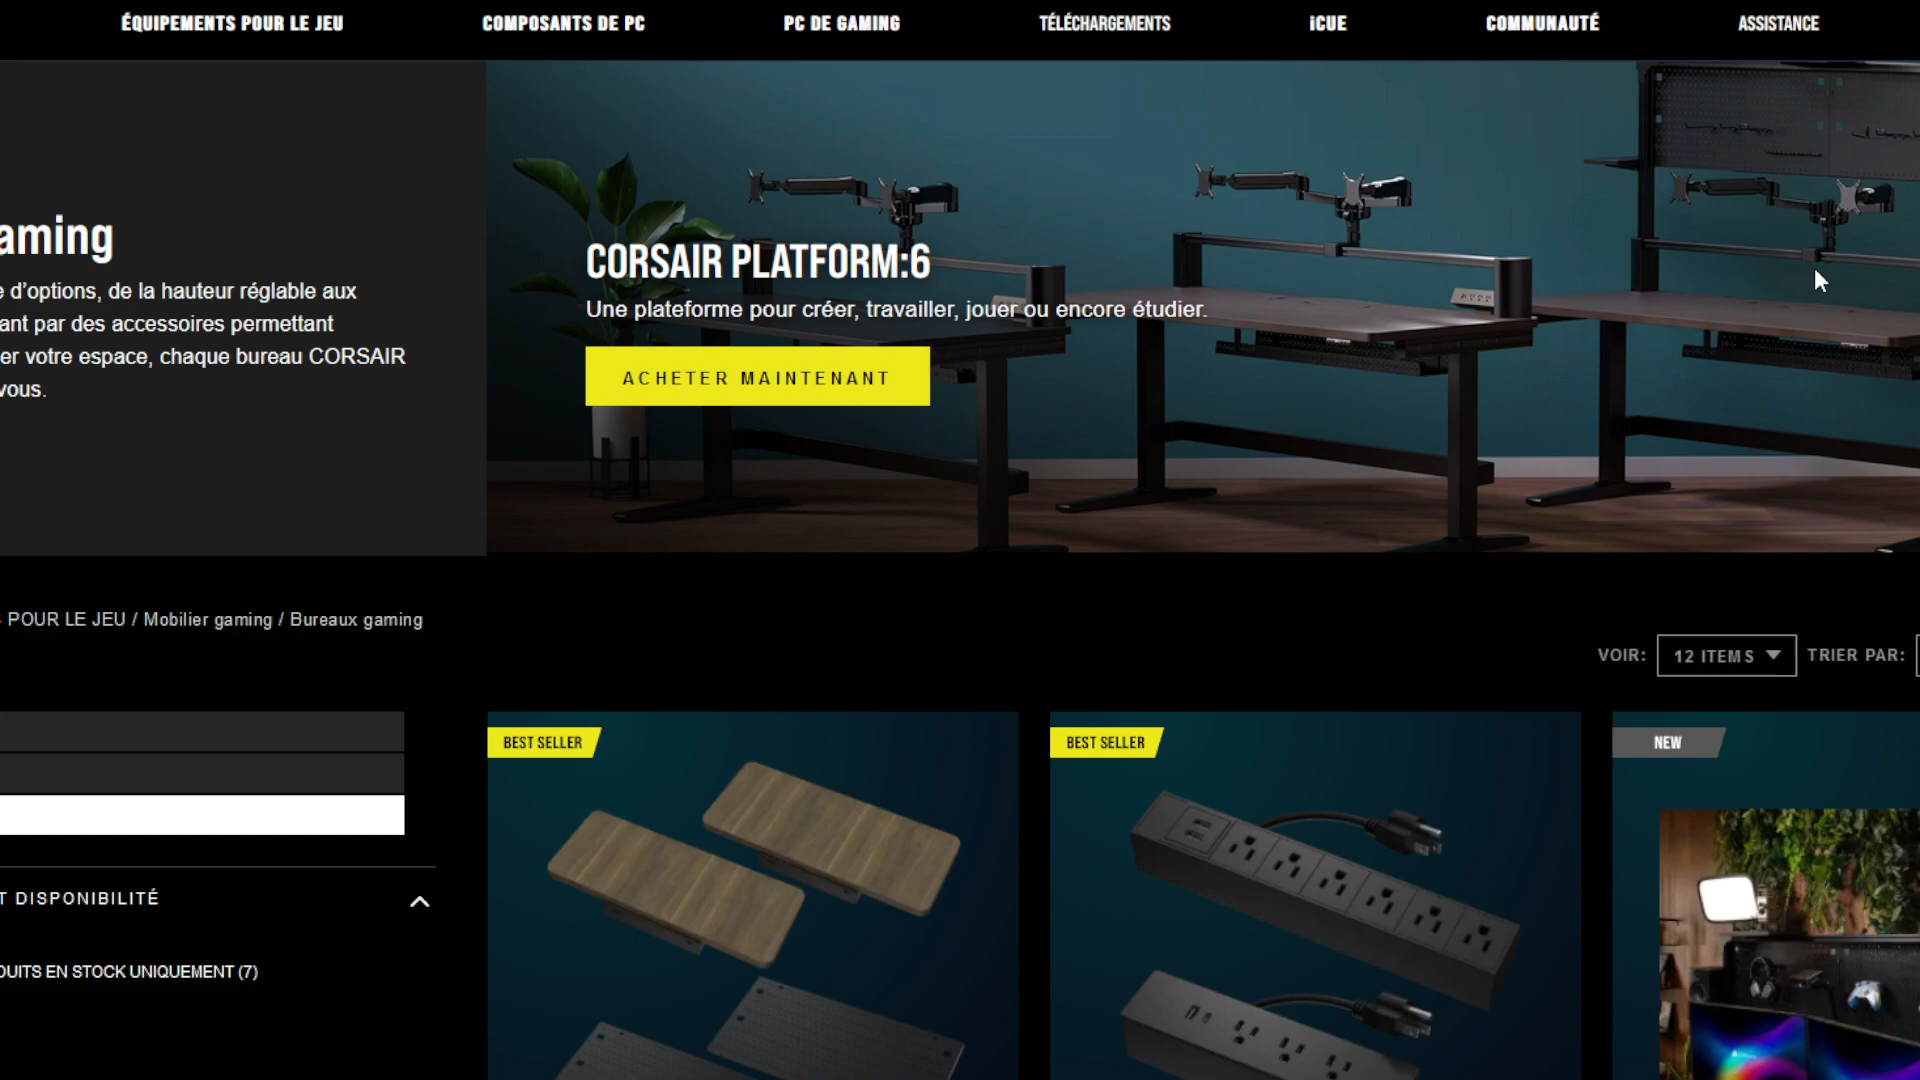 ÉQUIPEMENTS POUR LE JEU
COMPOSANTS DE PC
PC DE GAMING
TÉLÉCHARGEMENTS
iCUE
COMMUNAUTÉ
ASSISTANCE
aming
d'options, de la hauteur réglable aux
ant par des accessoires permettant
er votre espace, chaque bureau CORSAIR
vous.
CORSAIR PLATFORM:6
Une plateforme pour créer, travailler, jouer ou encore étudier.
ACHETER MAINTENANT
POUR LE JEU / Mobilier gaming / Bureaux gaming
VOIR: 12 ITEMS TRIER PAR:
BEST SELLER
BEST SELLER
NEW
T DISPONIBILITÉ
DUITS EN STOCK UNIQUEMENT (7)